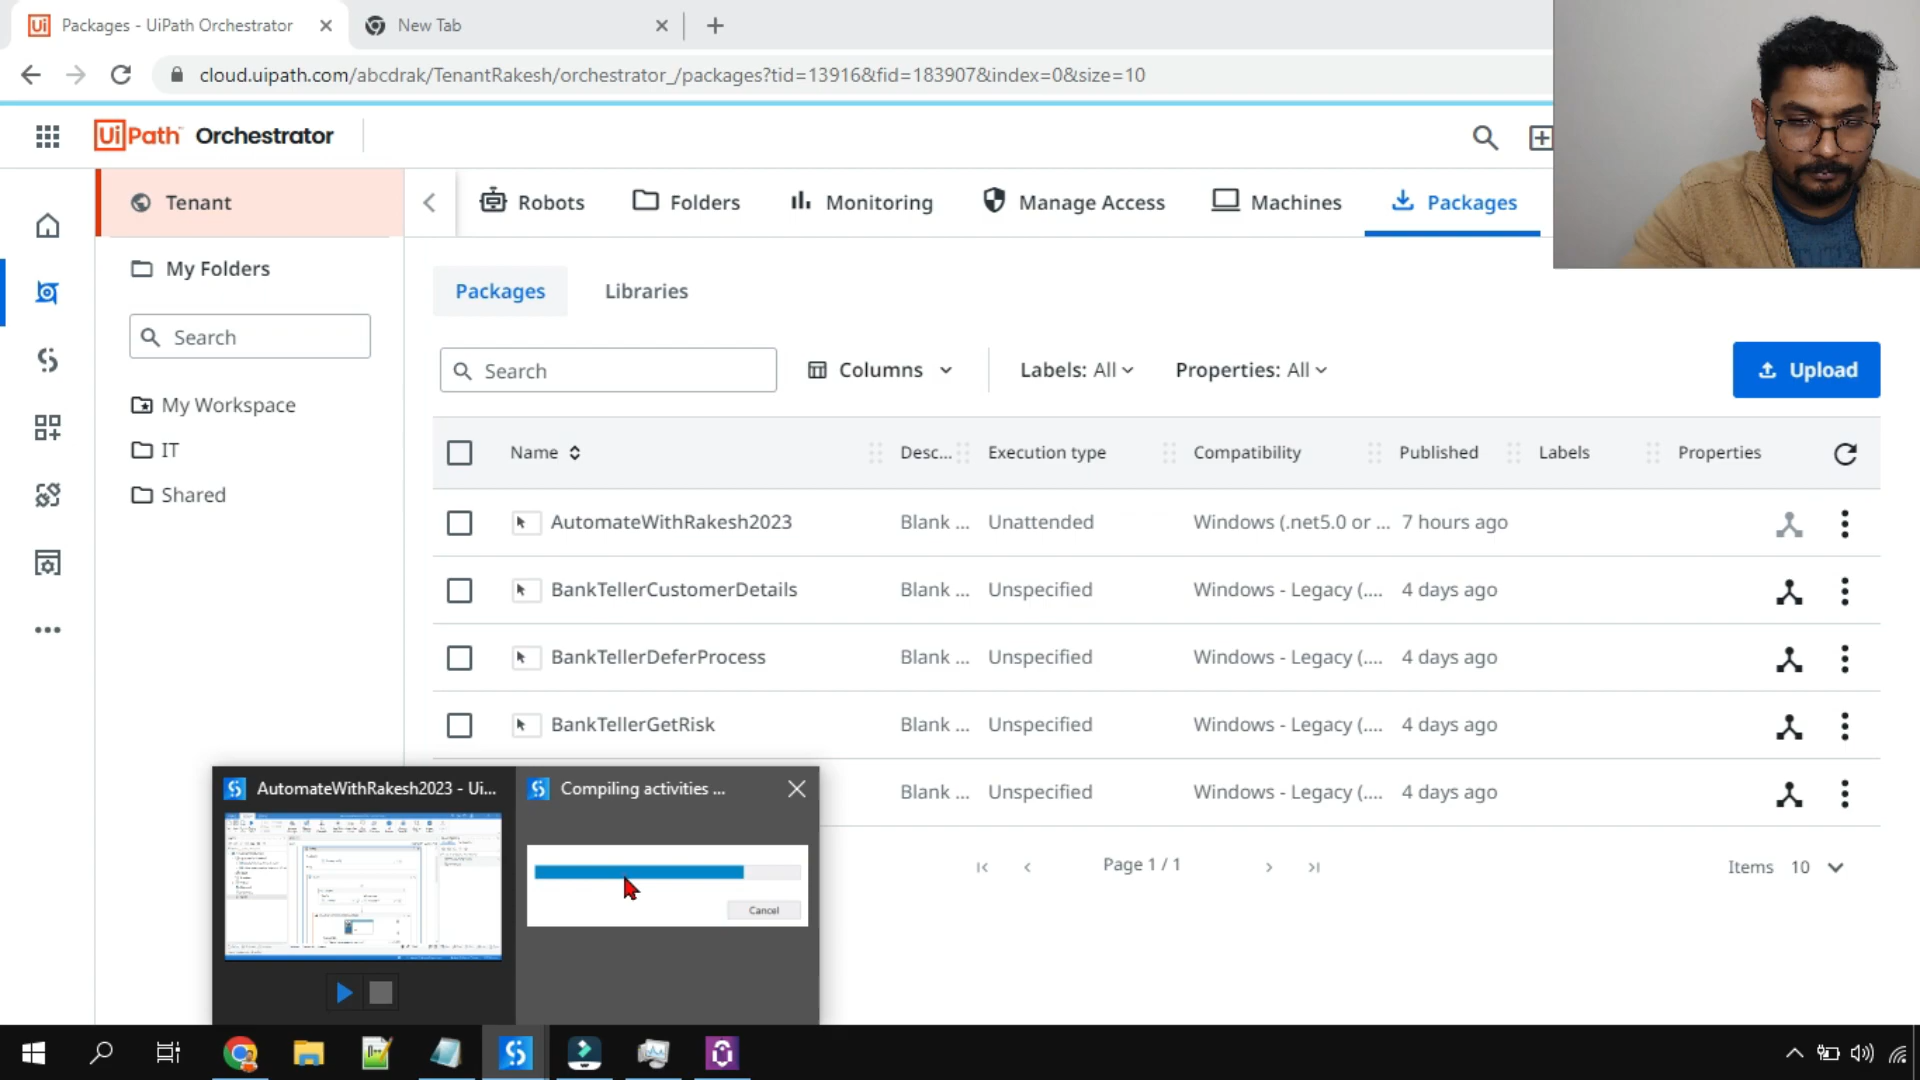 Ui Packages - UiPath Orchestrator
New Tab
cloud.uipath.com/abcdrak/TenantRakesh/orchestrator_/packages?tid=13916&fid=183907&index=0&size=10
UiPath Orchestrator
Tenant
Robots
Folders
Monitoring
Manage Access
Machines
Packages
My Folders
Search
My Workspace
IT
Shared
Packages
Libraries
Search
Columns
Labels: All
Properties: All
Upload
Name
Desc...
Execution type
Compatibility
Published
Labels
Properties
AutomateWithRakesh2023 Blank ... Unattended Windows (.net5.0 or ... 7 hours ago
BankTellerCustomerDetails Blank ... Unspecified Windows - Legacy (.... 4 days ago
BankTellerDeferProcess Blank ... Unspecified Windows - Legacy (.... 4 days ago
BankTellerGetRisk Blank ... Unspecified Windows - Legacy (.... 4 days ago
Blank ... Unspecified Windows - Legacy (.... 4 days ago
AutomateWithRakesh2023 - Ui...
Compiling activities ...
Cancel
Page 1 / 1
Items 10